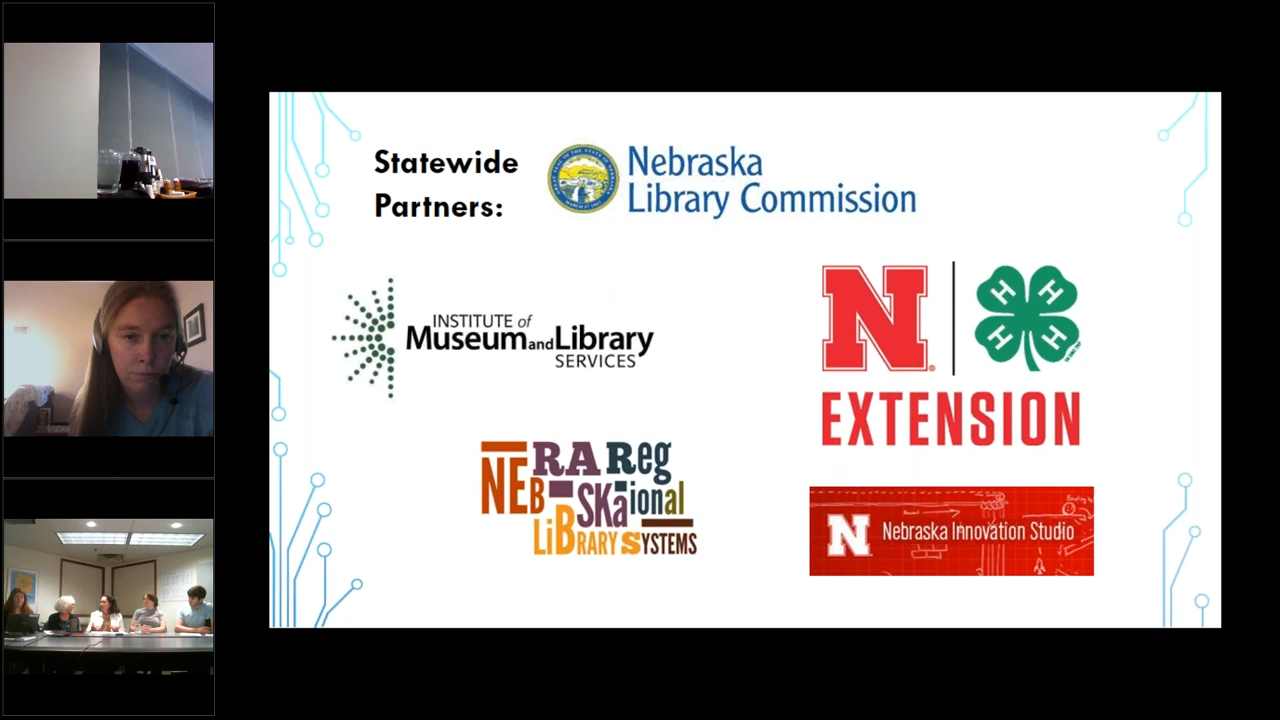 Statewide
Partners:
Nebraska
Library Commission
INSTITUTE of
Museum and Library
SERVICES
N
H H
H H
EXTENSION
NEBRASKA Regional
LiBRARY SYSTEMS
N Nebraska Innovation Studio